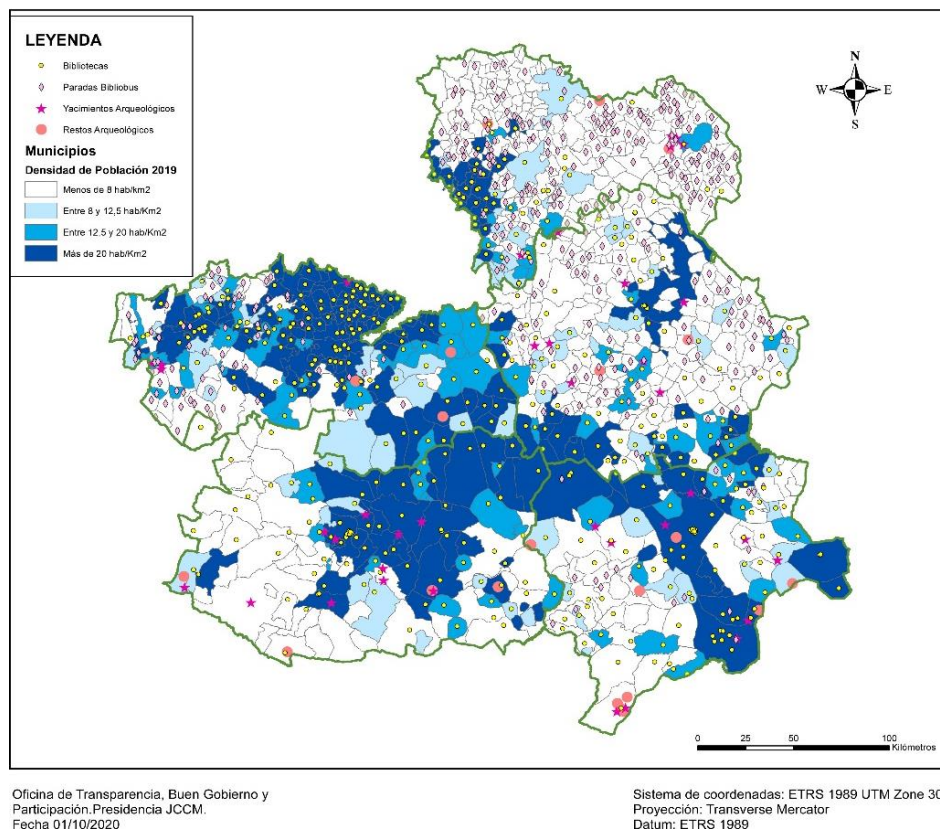 LEYENDA
Bibliotecas
Paradas Bibliobus
Yacimientos Arqueológicos
Restos Arqueológicos
Municipios
Densidad de Población 2019
Menos de 8 hab/km2
Entre 8 y 12,5 hab/Km2
Entre 12.5 y 20 hab/Km2
Más de 20 hab/Km2
N
W
E
S
0 25 50 100
Kilómetros
Oficina de Transparencia, Buen Gobierno y
Participación.Presidencia JCCM.
Fecha 01/10/2020
Sistema de coordenadas: ETRS 1989 UTM Zone 30
Proyección: Transverse Mercator
Datum: ETRS 1989